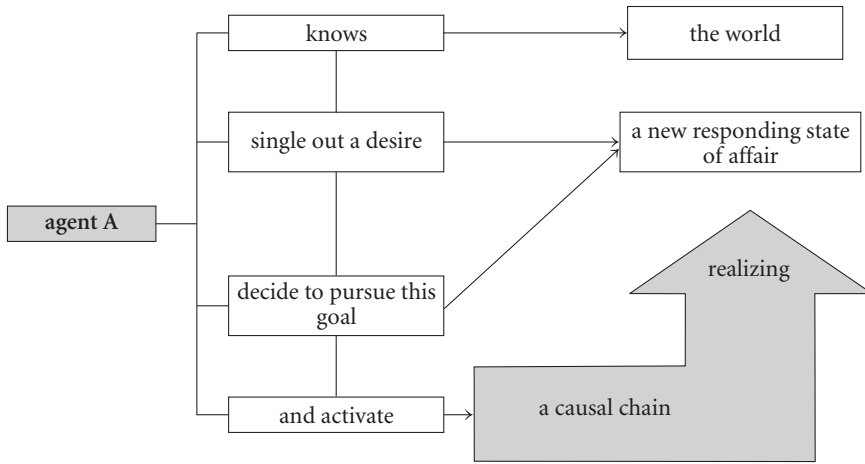 knows
the world
single out a desire
a new responding state
of affair
agent A
decide to pursue this
goal
realizing
and activate
a causal chain